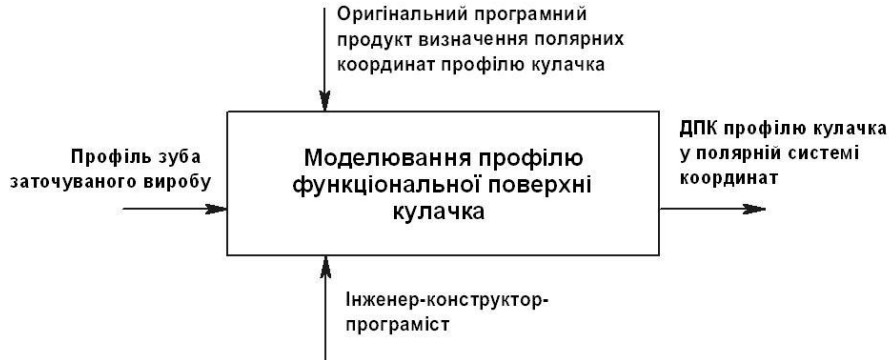 Оригінальний програмний
продукт визначення полярних
координат профілю кулачка
Профіль зуба
заточуваного виробу
Моделювання профілю
функціональної поверхні
кулачка
ДПК профілю кулачка
у полярній системі
координат
Інженер-конструктор-
програміст